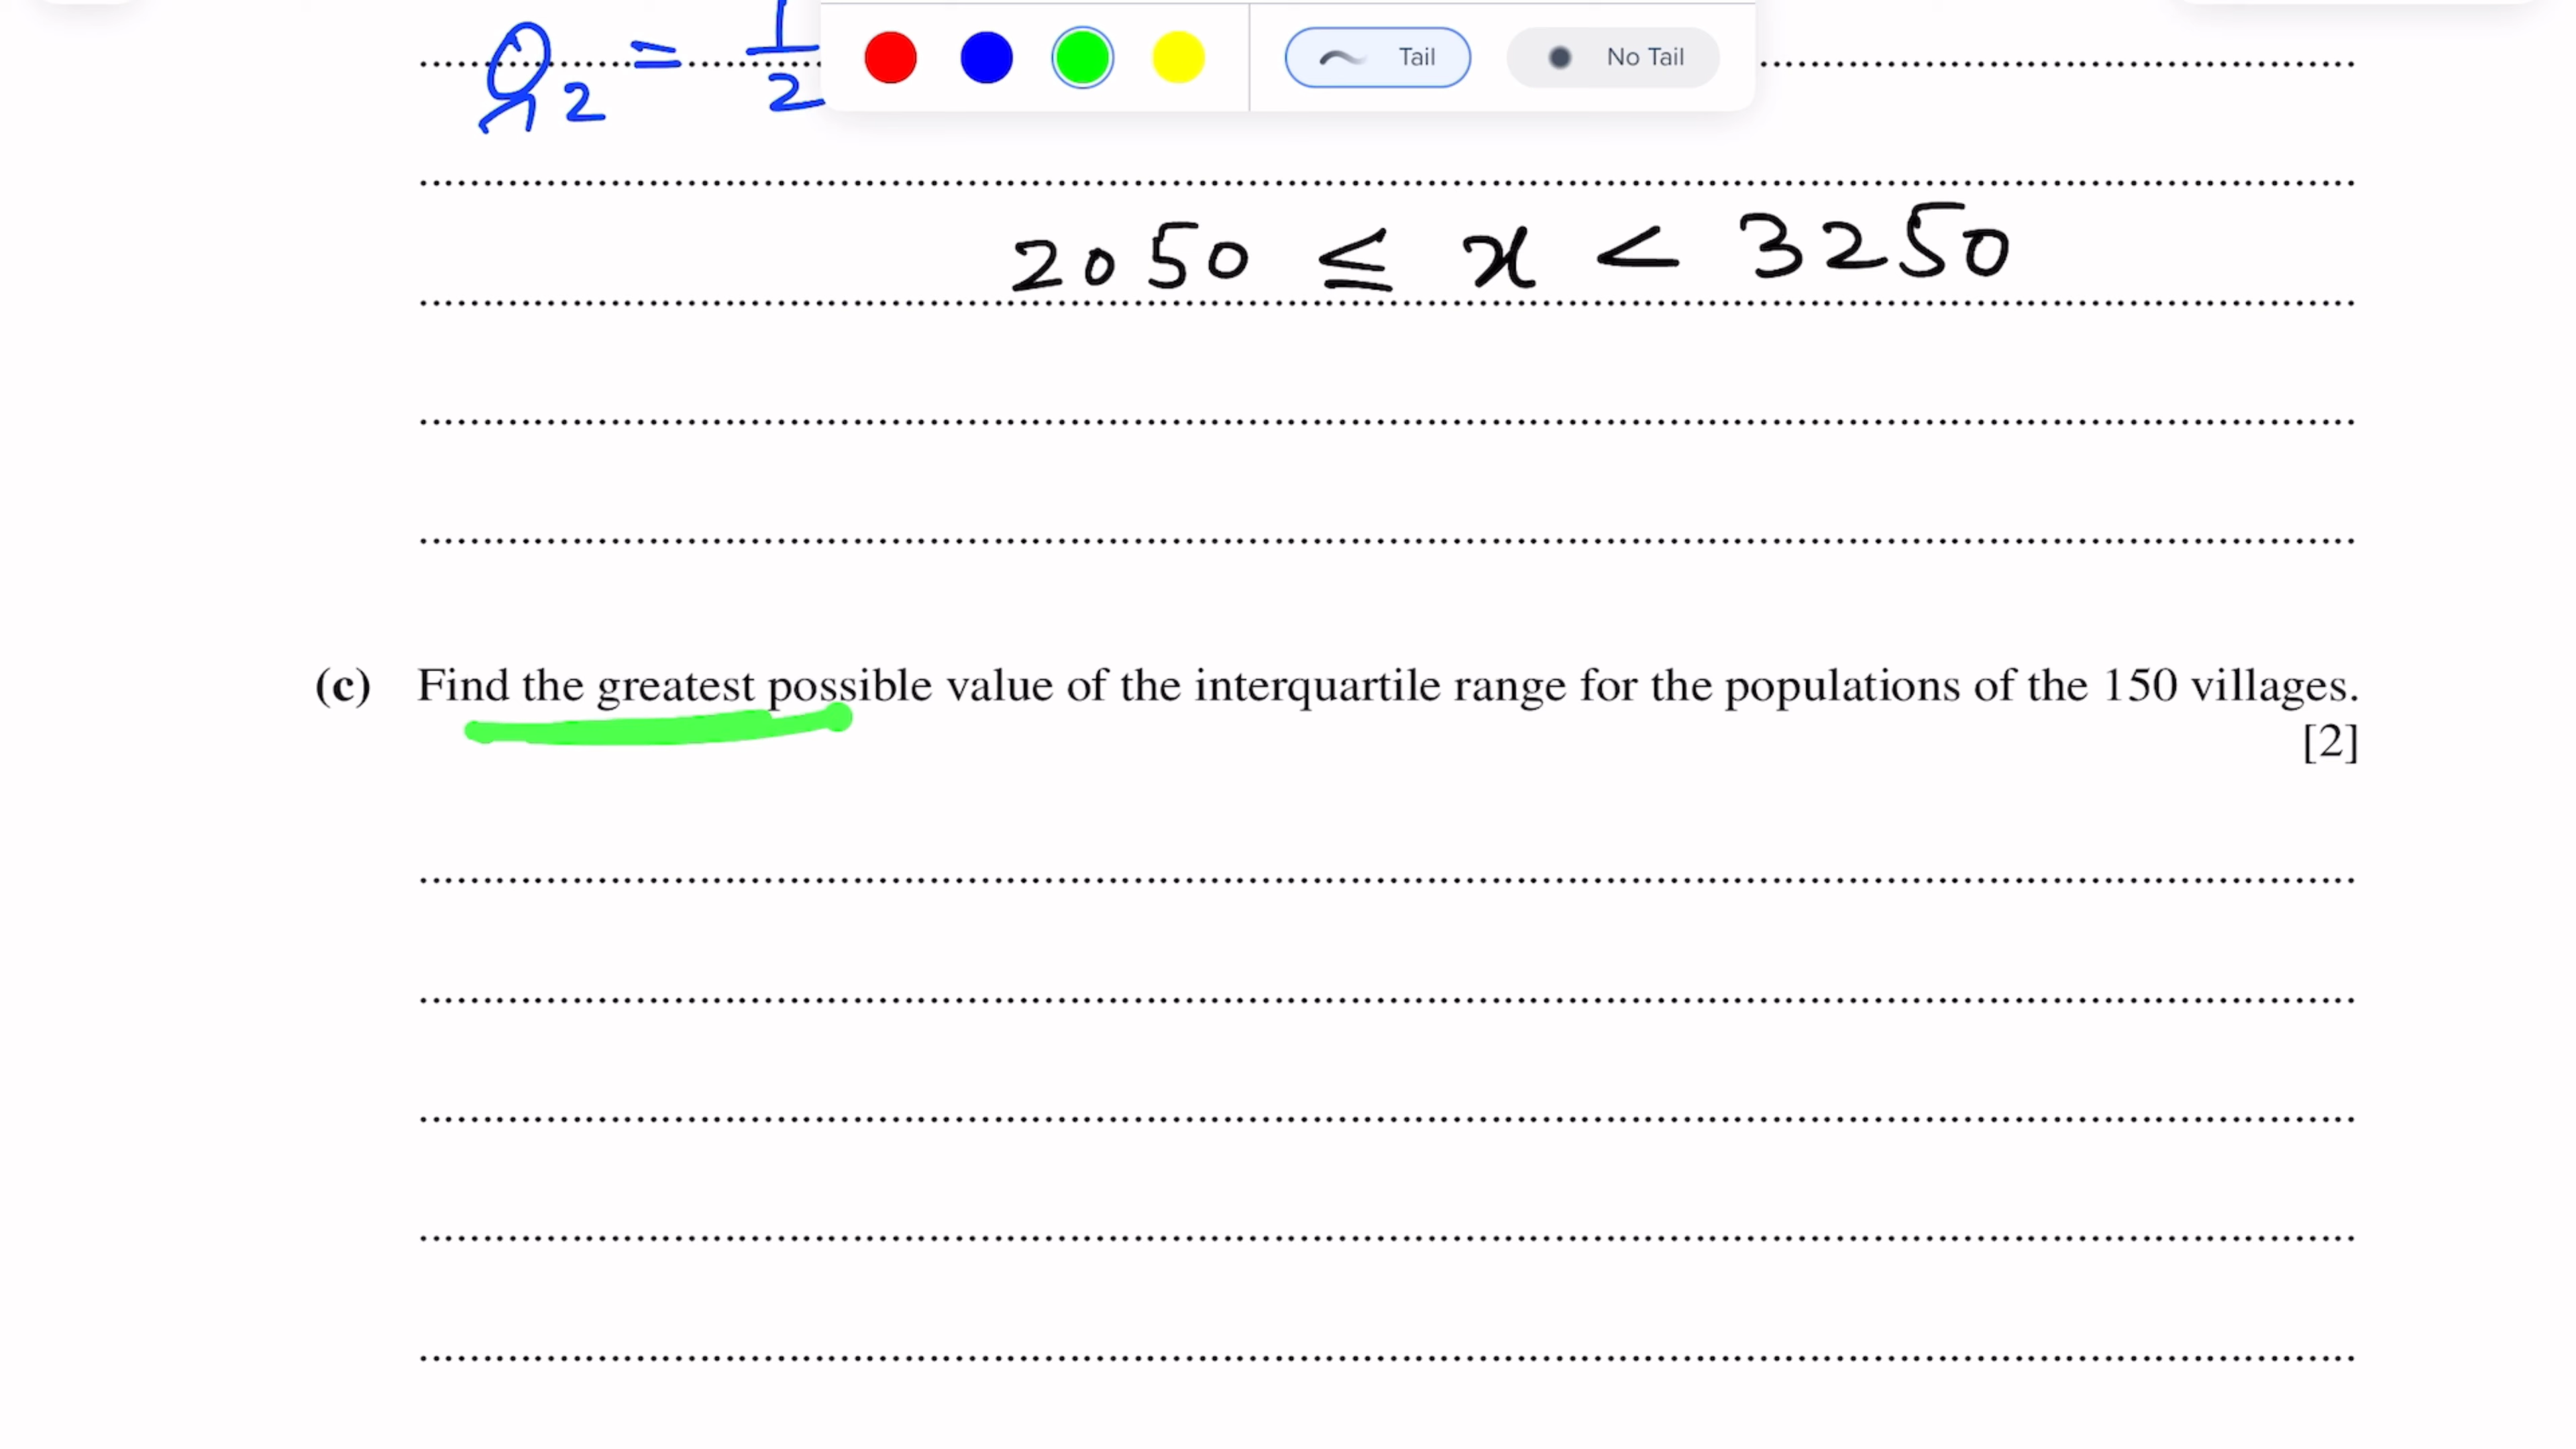 Q₂ = 1/2
Tail No Tail
2050 ≤ x < 3250
(c) Find the greatest possible value of the interquartile range for the populations of the 150 villages.
[2]